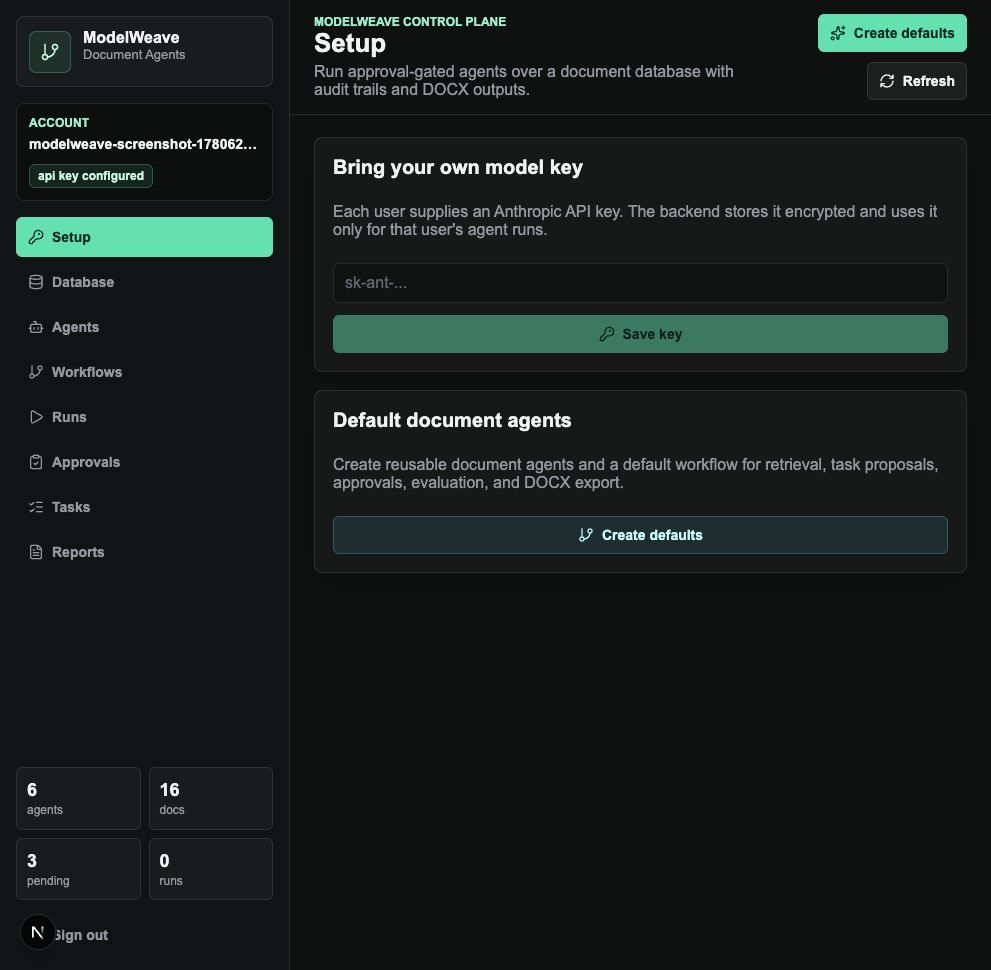 ModelWeave
Document Agents
ACCOUNT
modelweave-screenshot-178062...
api key configured
Setup
Database
Agents
Workflows
Runs
Approvals
Tasks
Reports
6
agents
16
docs
3
pending
0
runs
N
Sign out
MODELWEAVE CONTROL PLANE
Setup
Run approval-gated agents over a document database with
audit trails and DOCX outputs.
Create defaults
Refresh
Bring your own model key
Each user supplies an Anthropic API key. The backend stores it encrypted and uses it
only for that user's agent runs.
sk-ant-...
Save key
Default document agents
Create reusable document agents and a default workflow for retrieval, task proposals,
approvals, evaluation, and DOCX export.
Create defaults